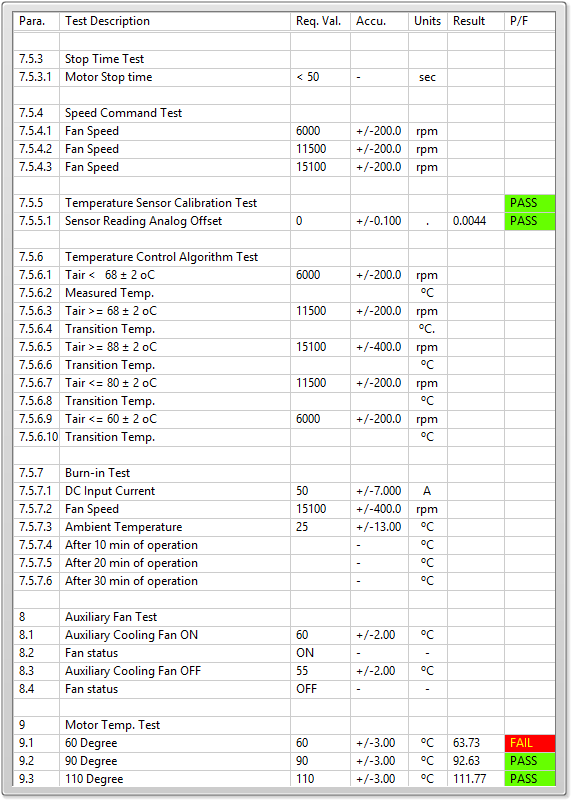 Para. Test Description Req. Val. Accu. Units Result P/F
7.5.3 Stop Time Test
7.5.3.1 Motor Stop time < 50 - sec
7.5.4 Speed Command Test
7.5.4.1 Fan Speed 6000 +/-200.0 rpm
7.5.4.2 Fan Speed 11500 +/-200.0 rpm
7.5.4.3 Fan Speed 15100 +/-200.0 rpm
7.5.5 Temperature Sensor Calibration Test PASS
7.5.5.1 Sensor Reading Analog Offset 0 +/-0.100 . 0.0044 PASS
7.5.6 Temperature Control Algorithm Test
7.5.6.1 Tair < 68 ± 2 oC 6000 +/-200.0 rpm
7.5.6.2 Measured Temp. ºC
7.5.6.3 Tair >= 68 ± 2 oC 11500 +/-200.0 rpm
7.5.6.4 Transition Temp. ºC.
7.5.6.5 Tair >= 88 ± 2 oC 15100 +/-400.0 rpm
7.5.6.6 Transition Temp. ºC
7.5.6.7 Tair <= 80 ± 2 oC 11500 +/-200.0 rpm
7.5.6.8 Transition Temp. ºC
7.5.6.9 Tair <= 60 ± 2 oC 6000 +/-200.0 rpm
7.5.6.10 Transition Temp. ºC
7.5.7 Burn-in Test
7.5.7.1 DC Input Current 50 +/-7.000 A
7.5.7.2 Fan Speed 15100 +/-400.0 rpm
7.5.7.3 Ambient Temperature 25 +/-13.00 ºC
7.5.7.4 After 10 min of operation - ºC
7.5.7.5 After 20 min of operation - ºC
7.5.7.6 After 30 min of operation - ºC
8 Auxiliary Fan Test
8.1 Auxiliary Cooling Fan ON 60 +/-2.00 ºC
8.2 Fan status ON - -
8.3 Auxiliary Cooling Fan OFF 55 +/-2.00 ºC
8.4 Fan status OFF - -
9 Motor Temp. Test
9.1 60 Degree 60 +/-3.00 ºC 63.73 FAIL
9.2 90 Degree 90 +/-3.00 ºC 92.63 PASS
9.3 110 Degree 110 +/-3.00 ºC 111.77 PASS